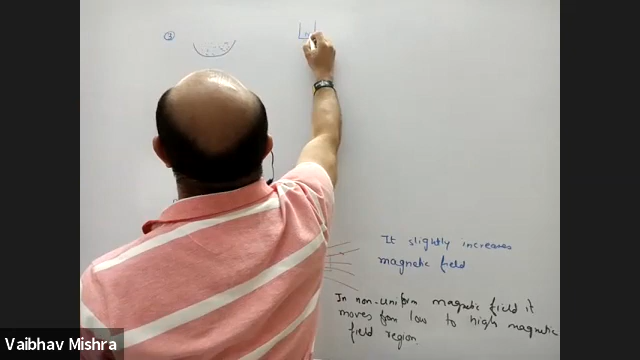 ③
It slightly increases
magnetic field
In non-uniform magnetic field it
moves from low to high magnetic
field region.
Vaibhav Mishra